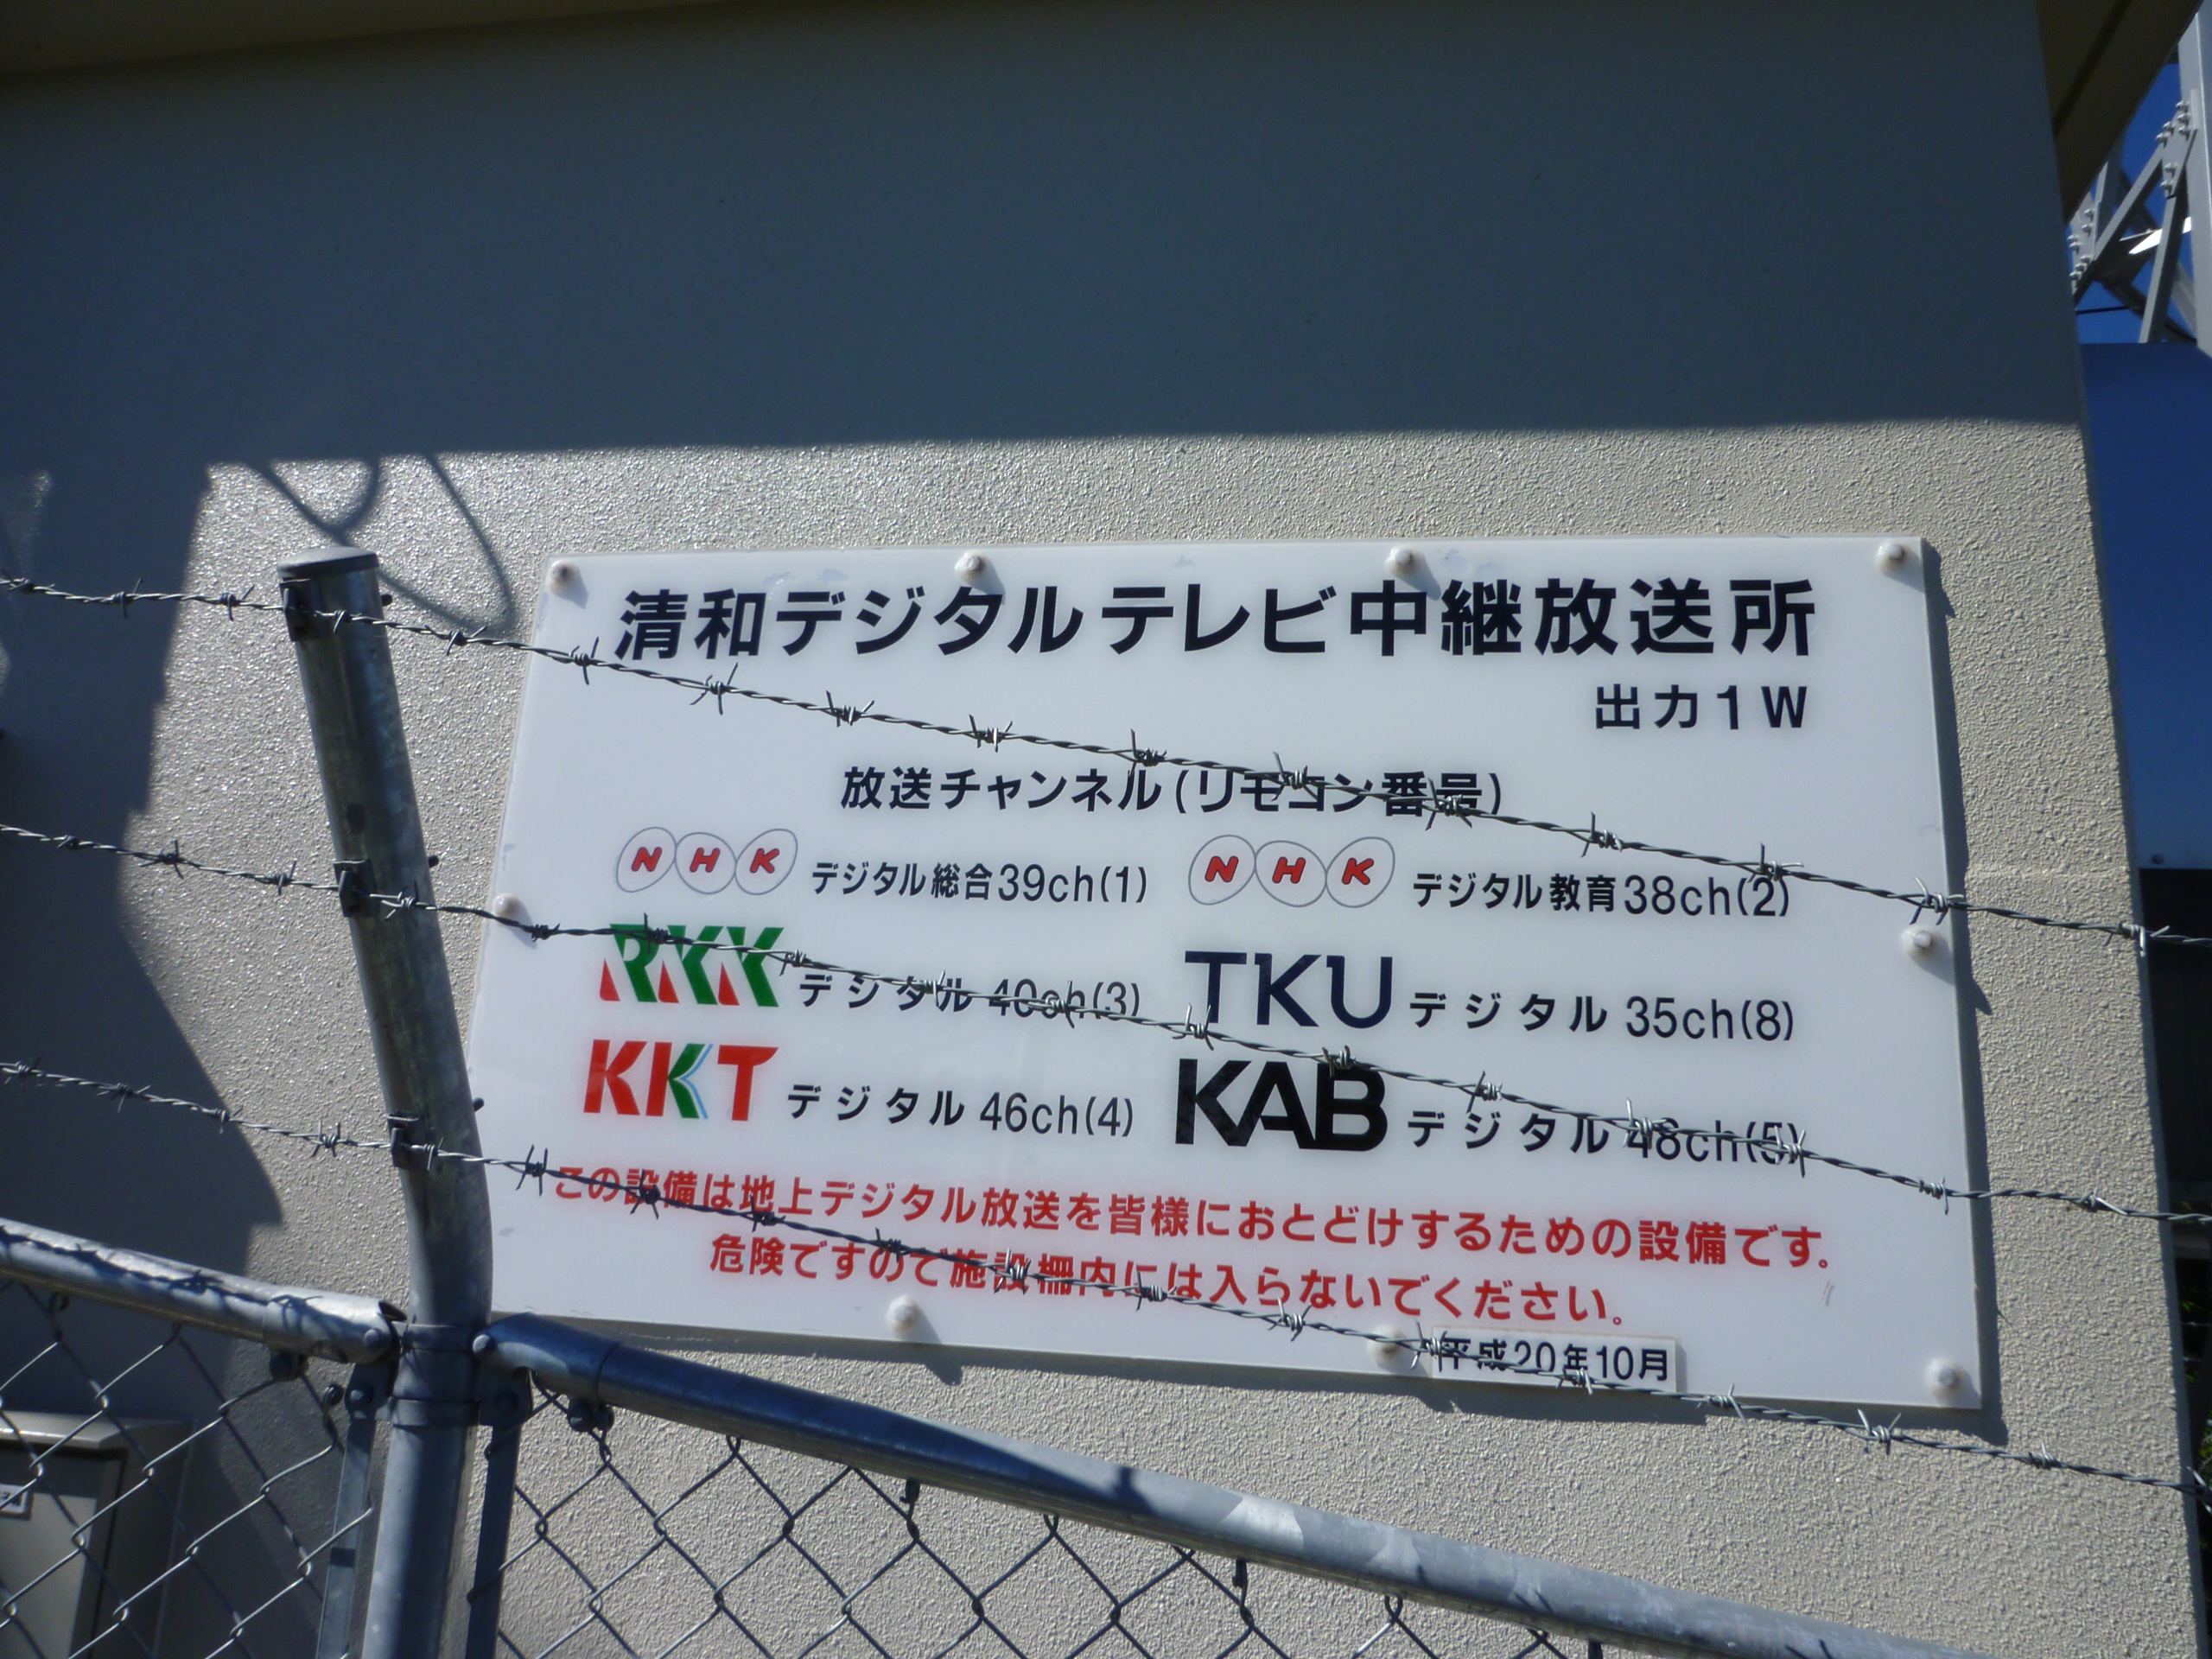 清和デジタルテレビ中継放送所
出力1W
放送チャンネル(リモコン番号)
NHK デジタル総合39ch(1) NHK デジタル教育38ch(2)
RKK デジタル 40ch(3) TKU デジタル 35ch(8)
KKT デジタル 46ch(4) KAB デジタル 48ch(5)
この設備は地上デジタル放送を皆様におとどけするための設備です。
危険ですので施設柵内には入らないでください。
平成20年10月